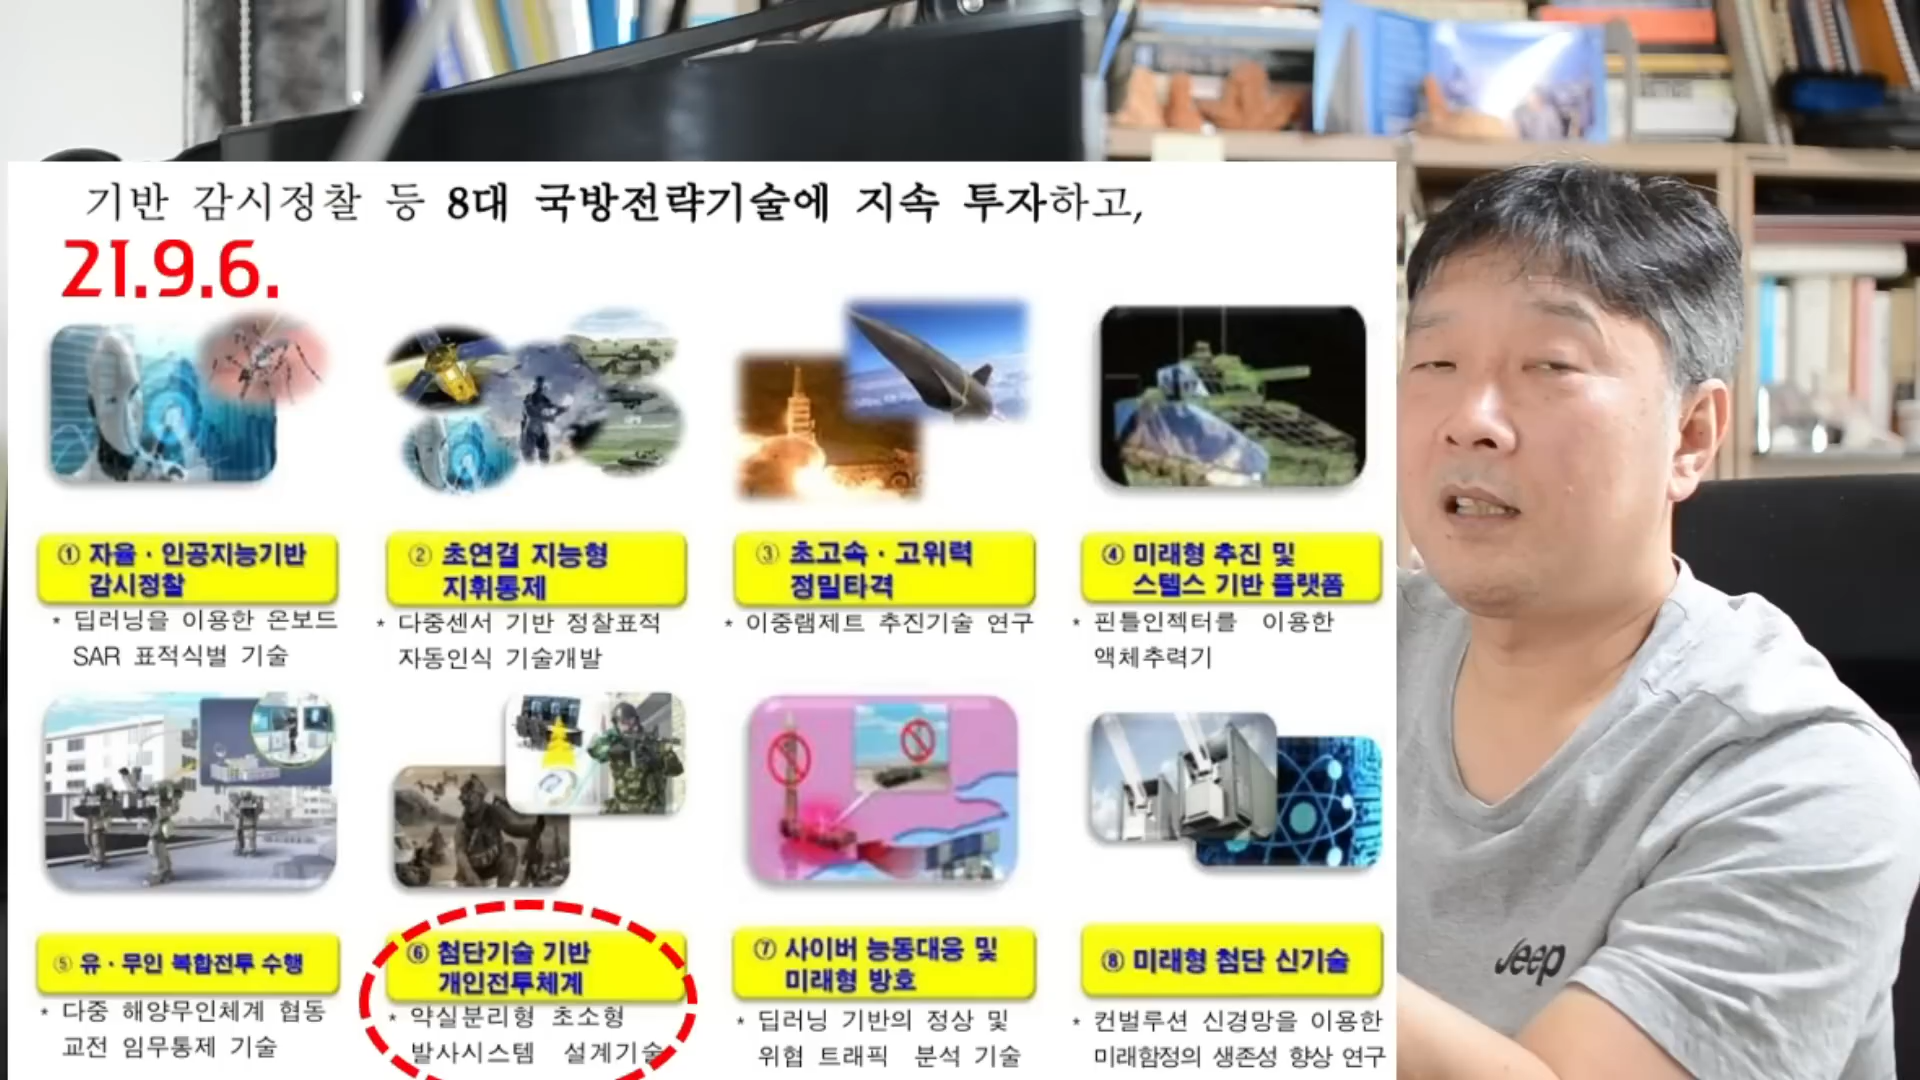 기반 감시정찰 등 8대 국방전략기술에 지속 투자하고,
21.9.6.
① 자율·인공지능기반
감시정찰
* 딥러닝을 이용한 온보드
SAR 표적식별 기술
② 초연결 지능형
지휘통제
* 다중센서 기반 정찰표적
자동인식 기술개발
③ 초고속·고위력
정밀타격
* 이중램제트 추진기술 연구
④ 미래형 추진 및
스텔스 기반 플랫폼
* 핀틀인젝터를 이용한
액체추력기
⑤ 유·무인 복합전투 수행
* 다중 해양무인체계 협동
교전 임무통제 기술
⑥ 첨단기술 기반
개인전투체계
* 약실분리형 초소형
발사시스템 설계기술
⑦ 사이버 능동대응 및
미래형 방호
* 딥러닝 기반의 정상 및
위협 트래픽 분석 기술
⑧ 미래형 첨단 신기술
* 컨벌루션 신경망을 이용한
미래함정의 생존성 향상 연구
Jeep